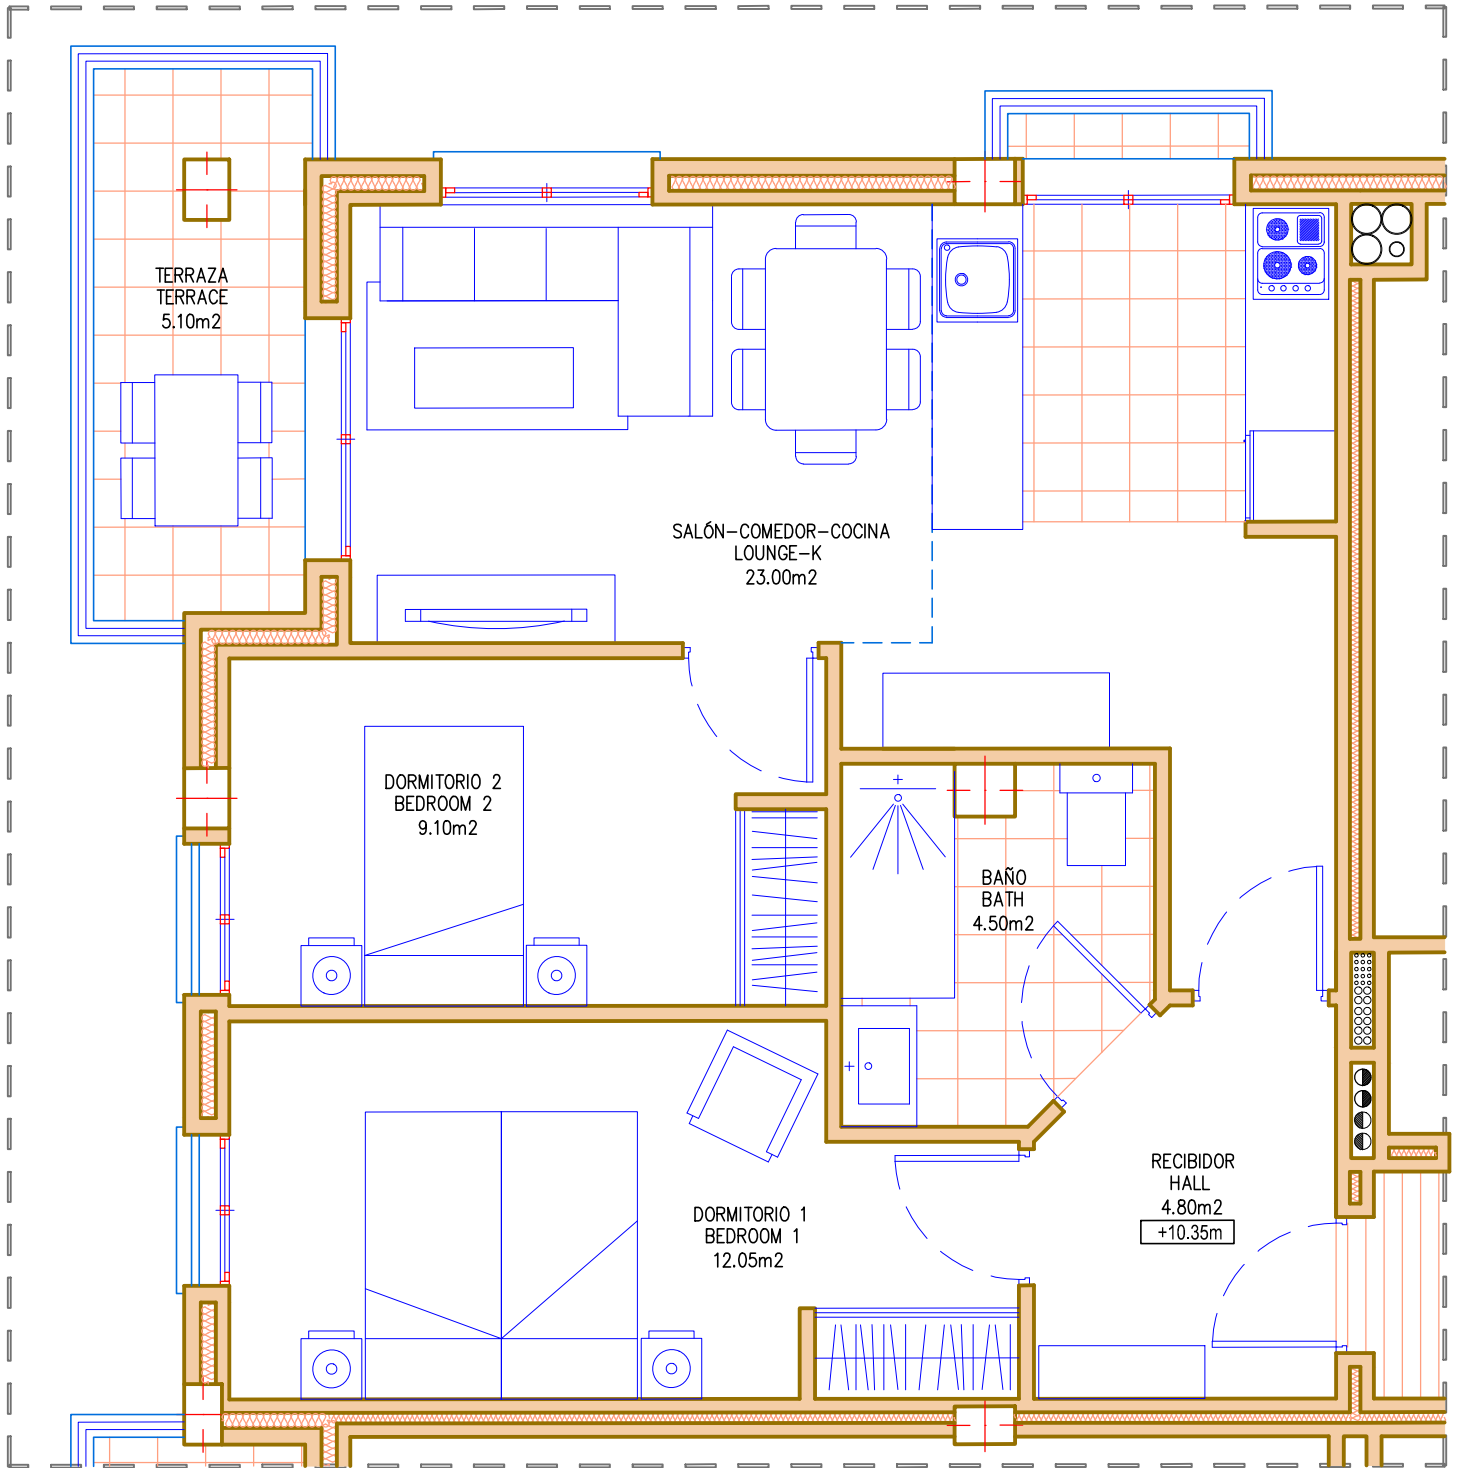 TERRAZA
TERRACE
5.10m2
SALÓN-COMEDOR-COCINA
LOUNGE-K
23.00m2
DORMITORIO 2
BEDROOM 2
9.10m2
BAÑO
BATH
4.50m2
RECIBIDOR
HALL
4.80m2
+10.35m
DORMITORIO 1
BEDROOM 1
12.05m2